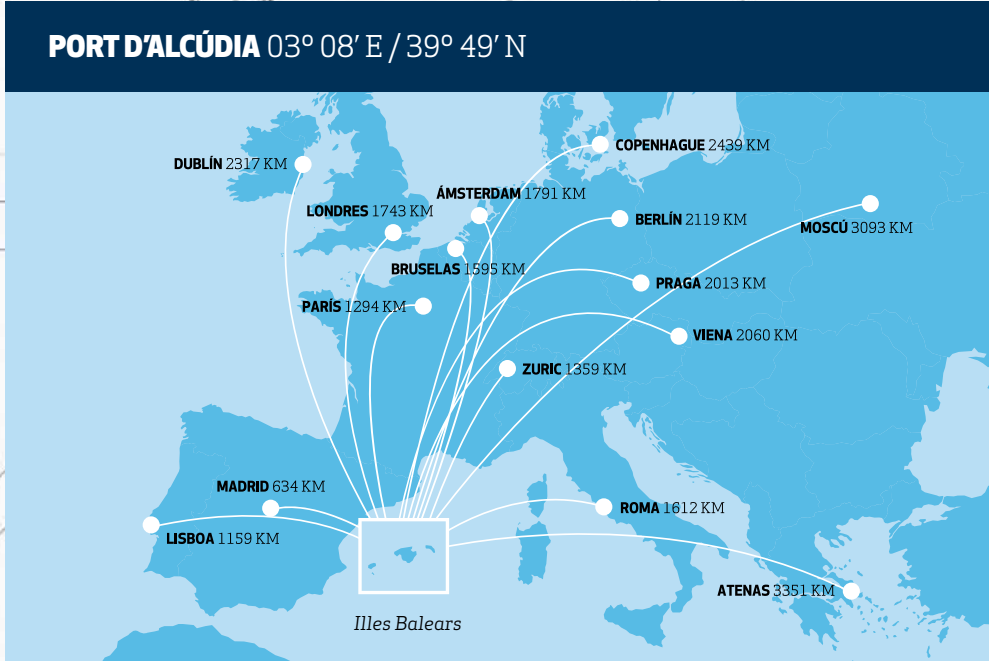 PORT D'ALCÚDIA 03º 08' E / 39º 49' N
COPENHAGUE 2439 KM
DUBLÍN 2317 KM
ÁMSTERDAM 1791 KM
LONDRES 1743 KM
BERLÍN 2119 KM
MOSCÚ 3093 KM
BRUSELAS 1595 KM
PRAGA 2013 KM
PARÍS 1294 KM
VIENA 2060 KM
ZURIC 1359 KM
MADRID 634 KM
ROMA 1612 KM
LISBOA 1159 KM
ATENAS 3351 KM
Illes Balears